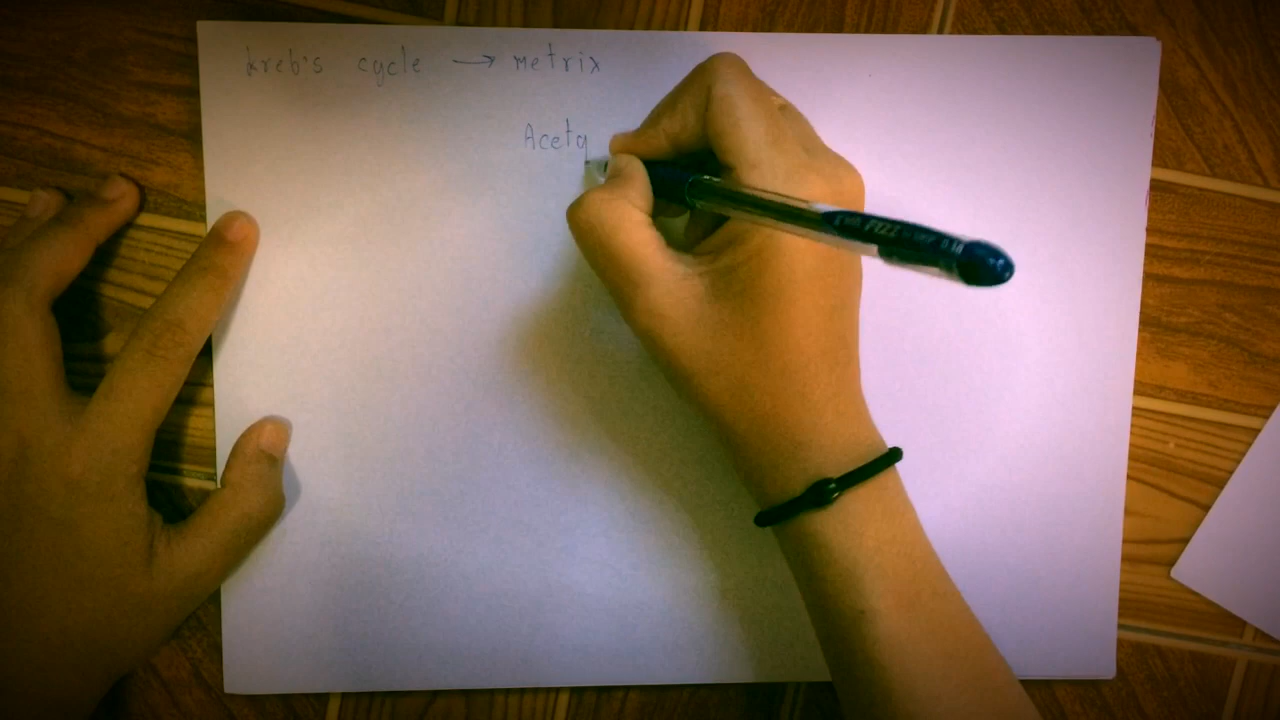 kreb's cycle → metrix
Acety